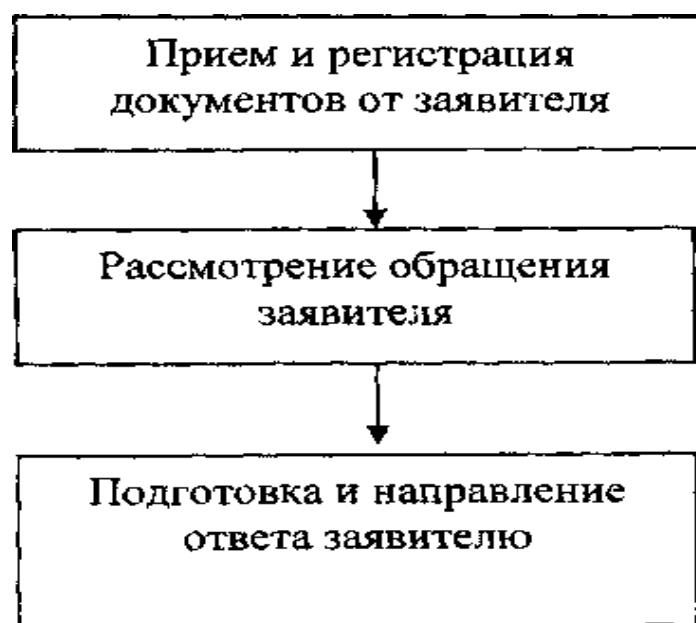 Прием и регистрация
документов от заявителя
Рассмотрение обращения
заявителя
Подготовка и направление
ответа заявителю